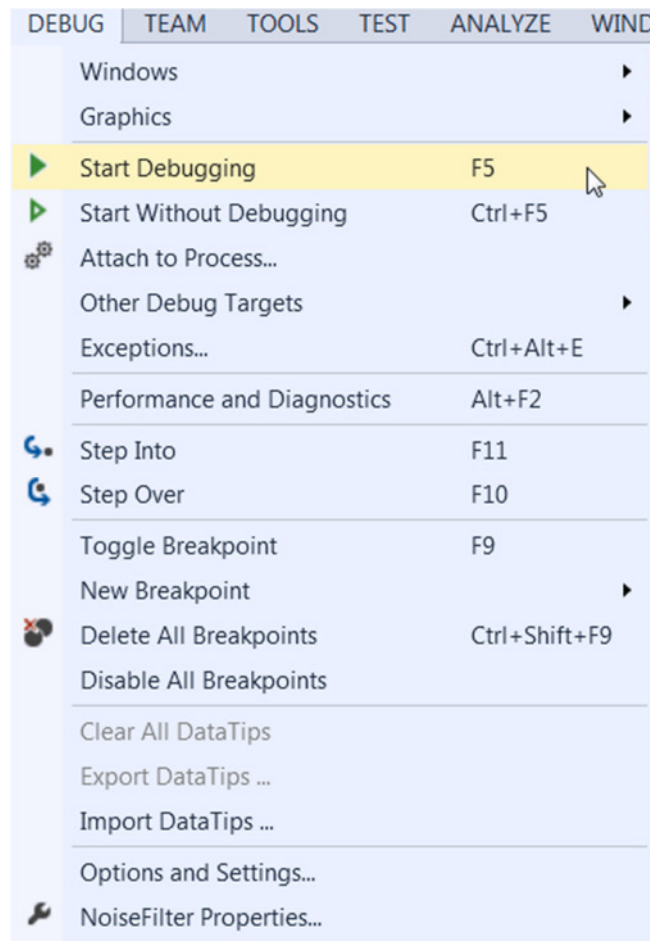 DEBUG TEAM TOOLS TEST ANALYZE WIND
Windows
Graphics
Start Debugging F5
Start Without Debugging Ctrl+F5
Attach to Process...
Other Debug Targets
Exceptions... Ctrl+Alt+E
Performance and Diagnostics Alt+F2
Step Into F11
Step Over F10
Toggle Breakpoint F9
New Breakpoint
Delete All Breakpoints Ctrl+Shift+F9
Disable All Breakpoints
Clear All DataTips
Export DataTips ...
Import DataTips ...
Options and Settings...
NoiseFilter Properties...